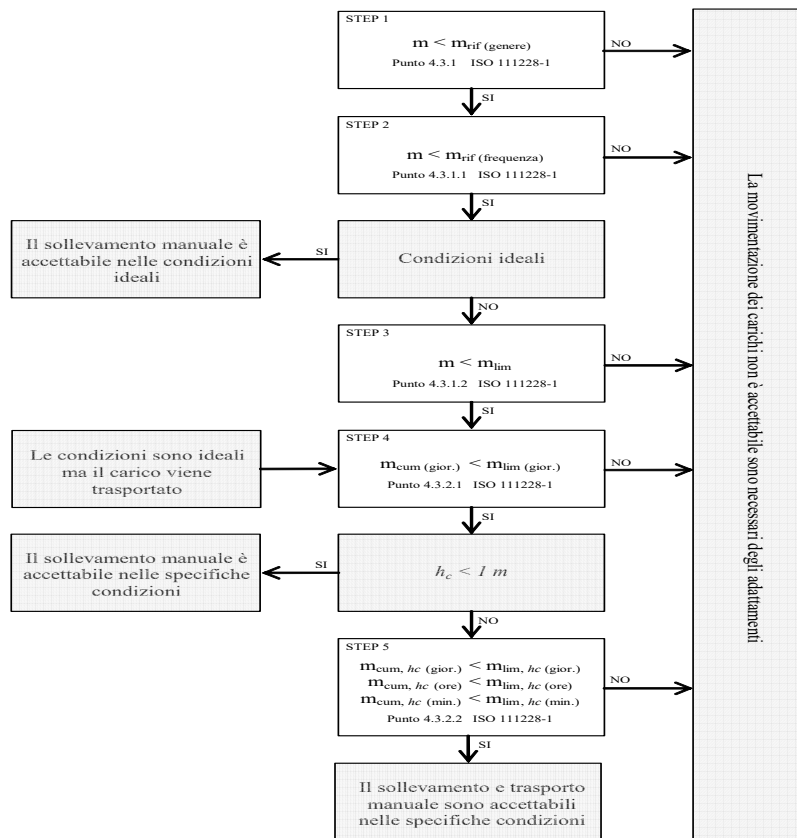 STEP 1
m < mrif (genere)
Punto 4.3.1 ISO 111228-1
NO
SI
STEP 2
m < mrif (frequenza)
Punto 4.3.1.1 ISO 111228-1
NO
SI
Il sollevamento manuale è
accettabile nelle condizioni
ideali
SI
Condizioni ideali
NO
STEP 3
m < mlim
Punto 4.3.1.2 ISO 111228-1
NO
SI
Le condizioni sono ideali
ma il carico viene
trasportato
STEP 4
mcum (gior.) < mlim (gior.)
Punto 4.3.2.1 ISO 111228-1
NO
SI
Il sollevamento manuale è
accettabile nelle specifiche
condizioni
SI
hc < 1 m
NO
STEP 5
mcum, hc (gior.) < mlim, hc (gior.)
mcum, hc (ore) < mlim, hc (ore)
mcum, hc (min.) < mlim, hc (min.)
Punto 4.3.2.2 ISO 111228-1
NO
SI
Il sollevamento e trasporto
manuale sono accettabili
nelle specifiche condizioni
La movimentazione dei carichi non è accettabile sono necessari degli adattamenti